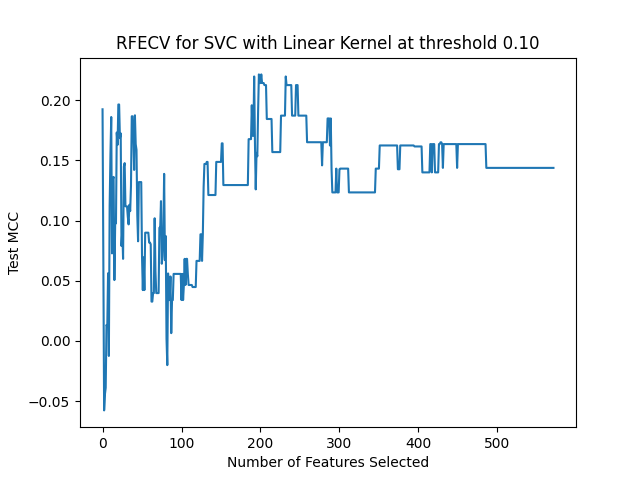 RFECV for SVC with Linear Kernel at threshold 0.10
Test MCC
0.20
0.15
0.10
0.05
0.00
−0.05
0 100 200 300 400 500
Number of Features Selected